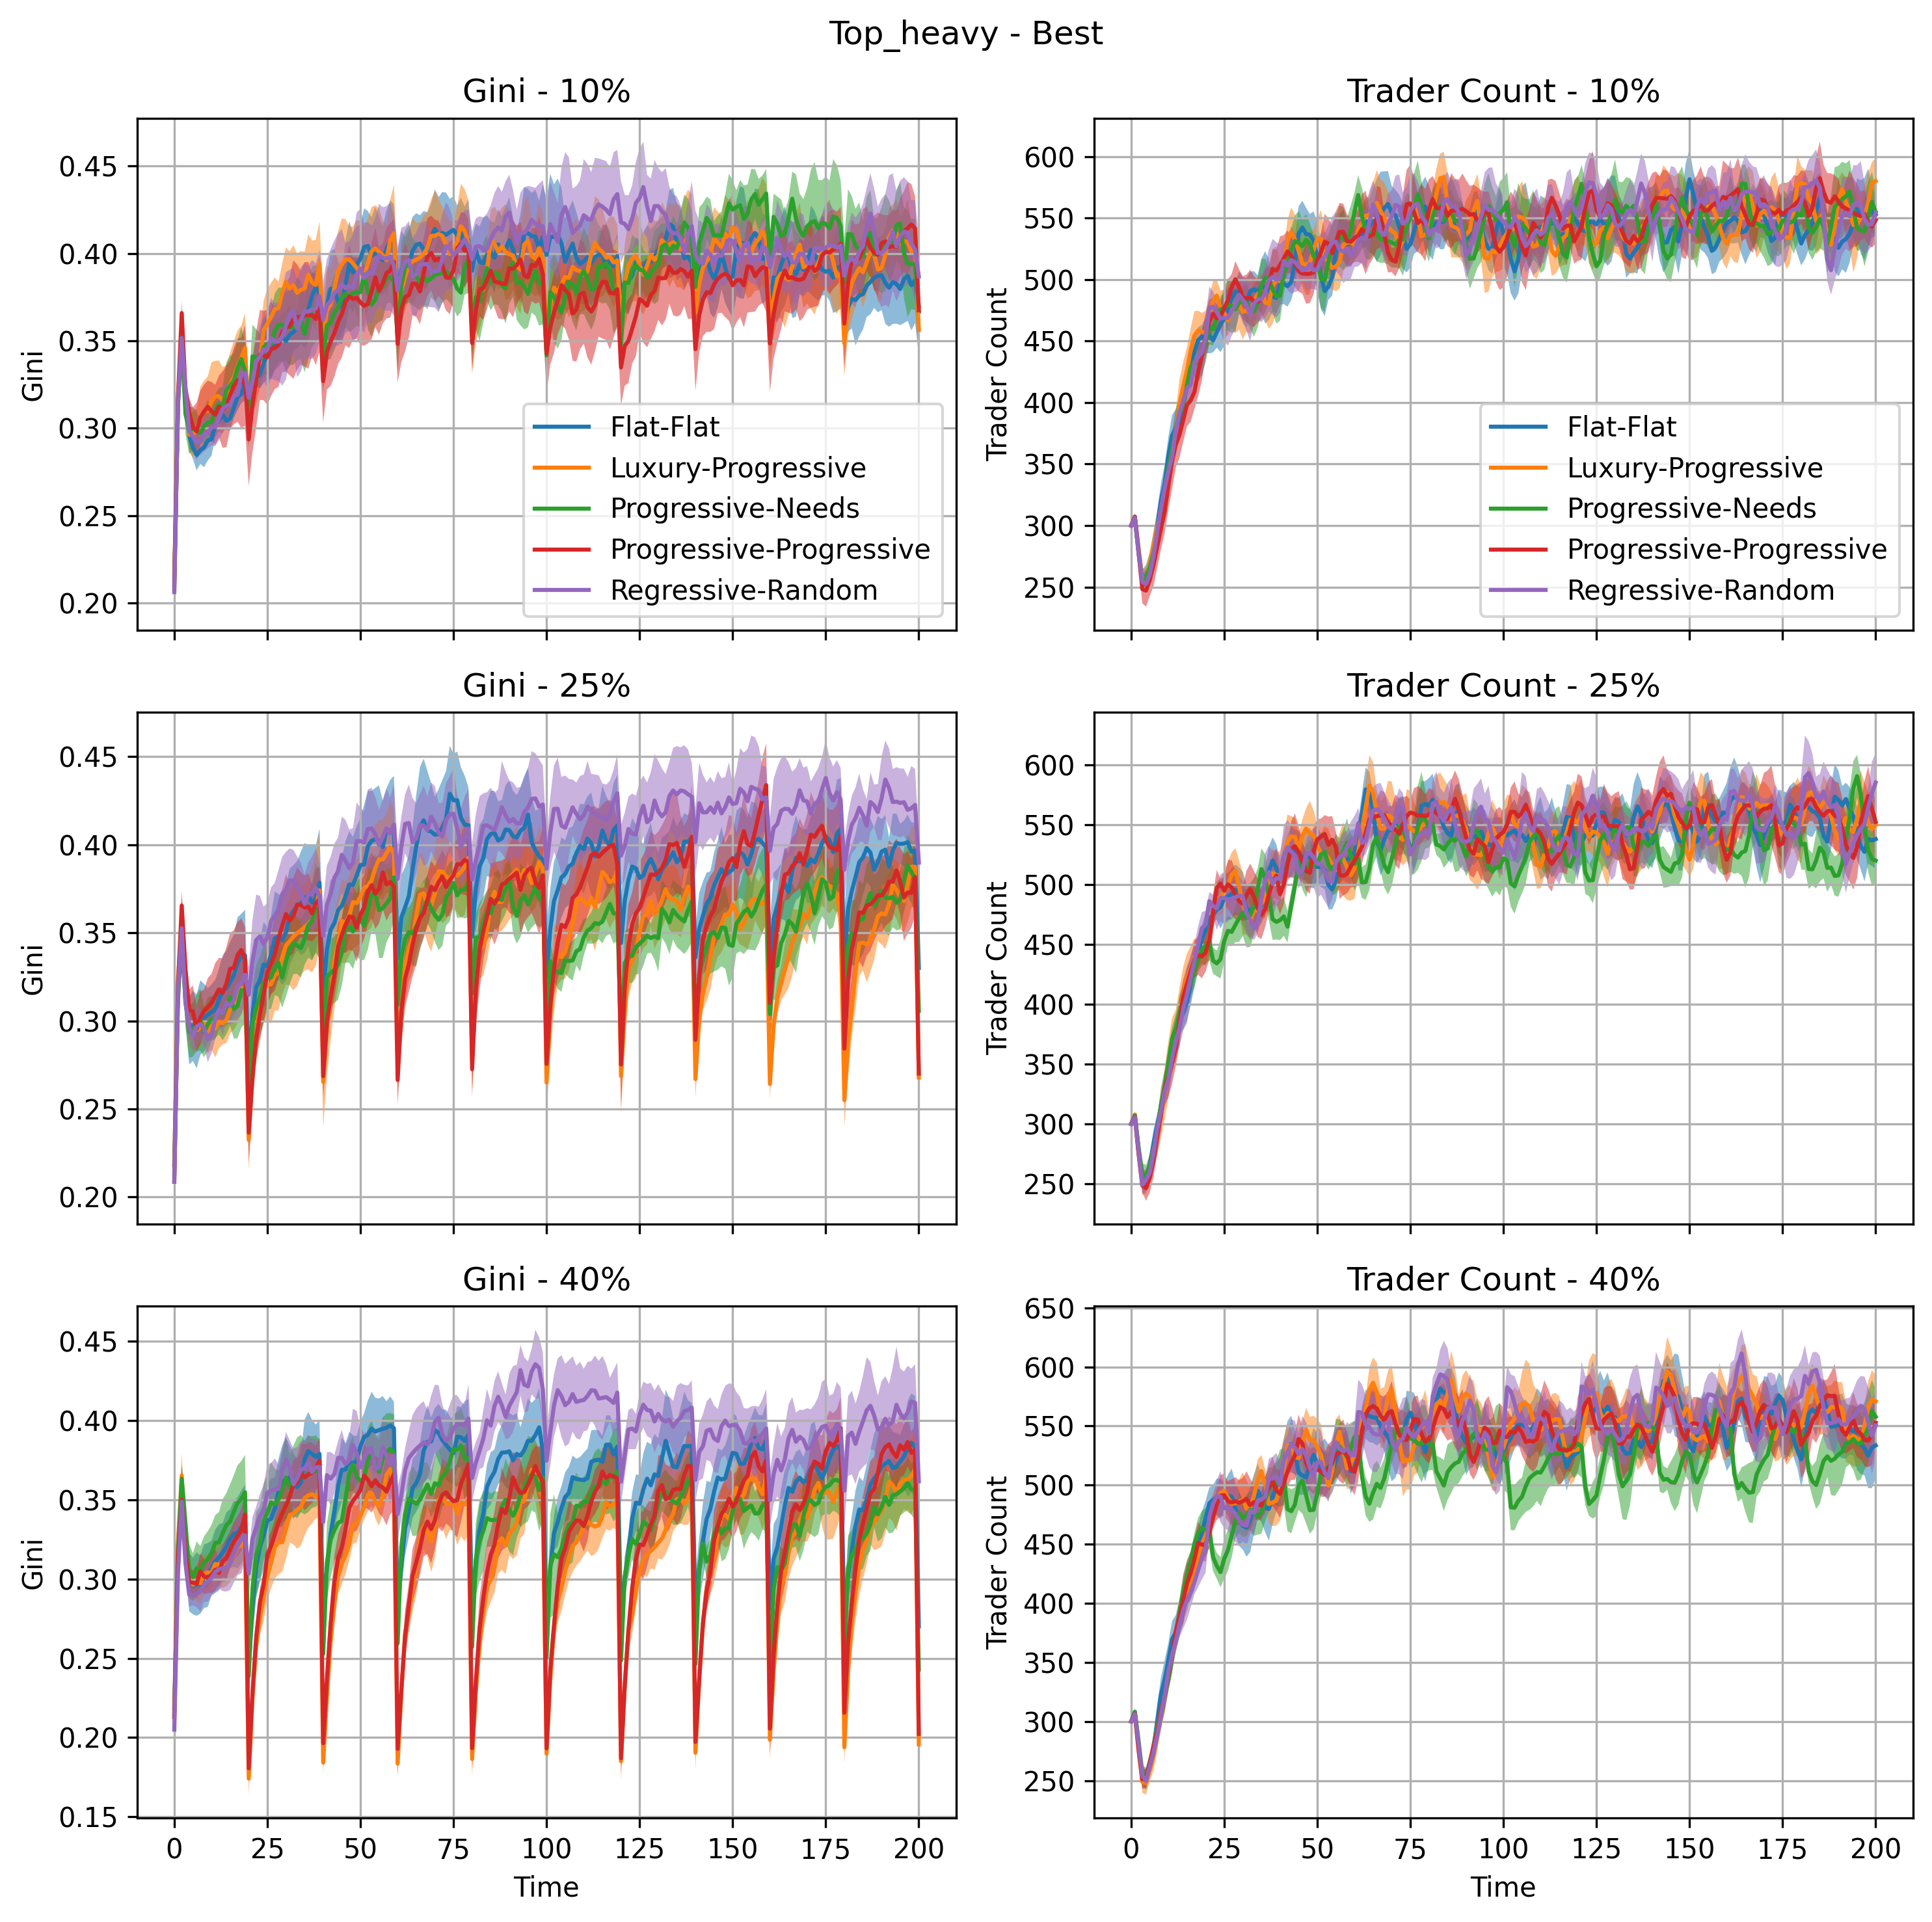 Top_heavy - Best
Gini - 10%
Trader Count - 10%
Gini
0.45
0.40
0.35
0.30
0.25
0.20
Flat-Flat
Luxury-Progressive
Progressive-Needs
Progressive-Progressive
Regressive-Random
Trader Count
600
550
500
450
400
350
300
250
Flat-Flat
Luxury-Progressive
Progressive-Needs
Progressive-Progressive
Regressive-Random
Gini - 25%
Trader Count - 25%
Gini
0.45
0.40
0.35
0.30
0.25
0.20
Trader Count
600
550
500
450
400
350
300
250
Gini - 40%
Trader Count - 40%
Gini
0.45
0.40
0.35
0.30
0.25
0.20
0.15
0 25 50 75 100 125 150 175 200
Time
Trader Count
650
600
550
500
450
400
350
300
250
0 25 50 75 100 125 150 175 200
Time